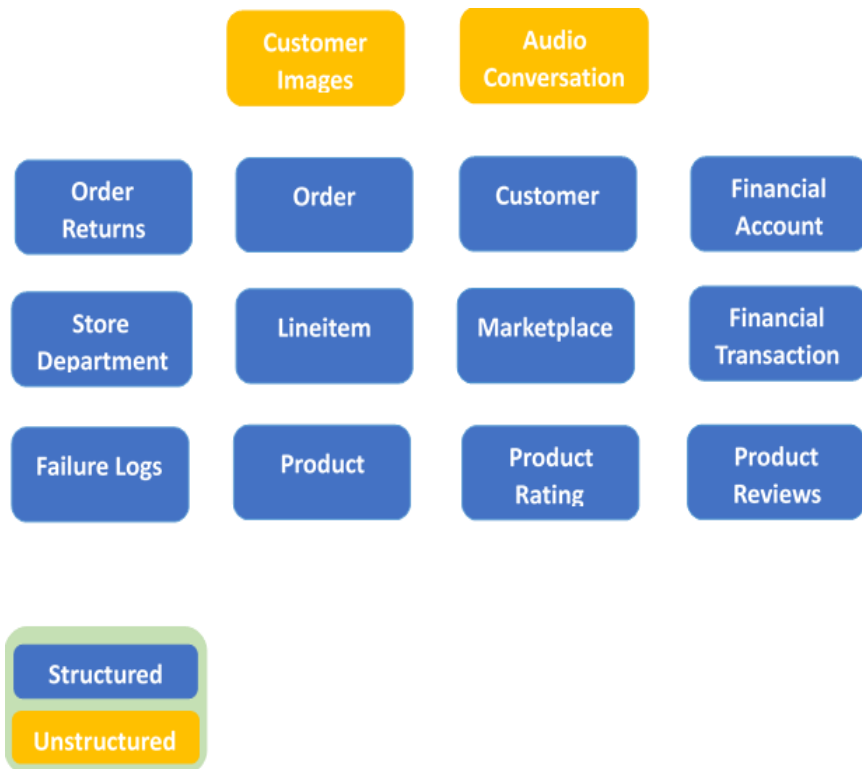 Customer
Images
Audio
Conversation
Order
Returns
Order
Customer
Financial
Account
Store
Department
Lineitem
Marketplace
Financial
Transaction
Failure Logs
Product
Product
Rating
Product
Reviews
Structured
Unstructured